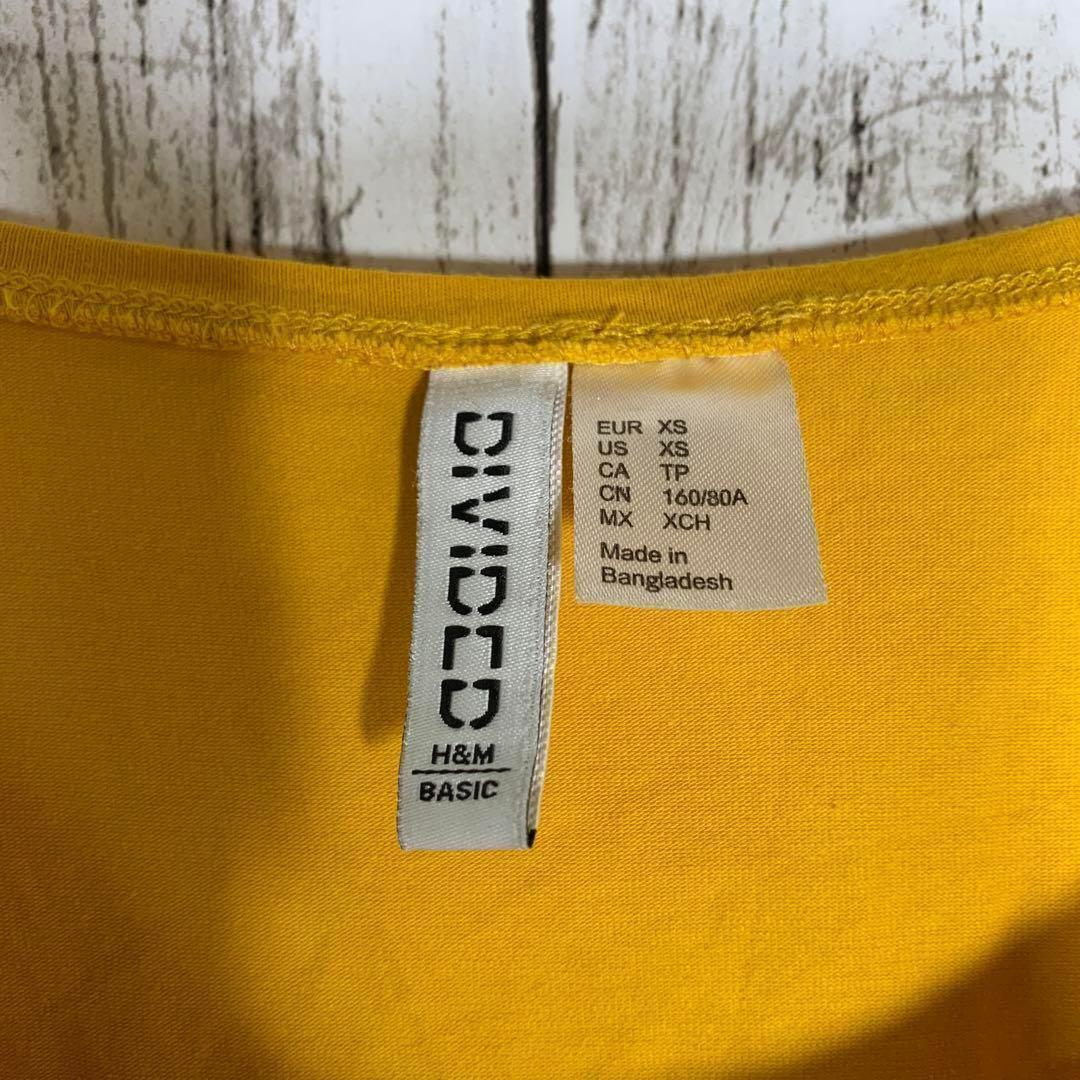 DIVIDED
H&M
BASIC
EUR XS
US XS
CA TP
CN 160/80A
MX XCH
Made in
Bangladesh